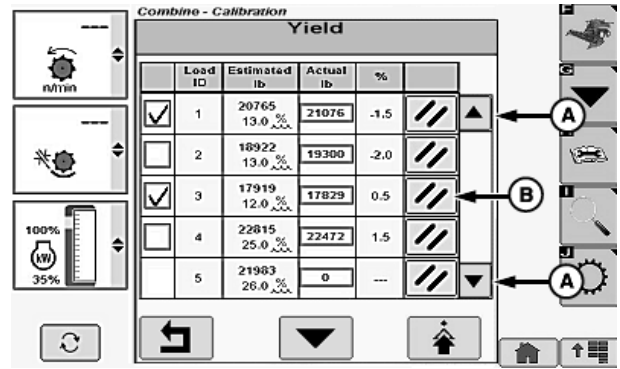 Combine - Calibration
Yield
--- n/min
---
100%
kW
35%
Load ID Estimated lb Actual lb %
1 20765 13.0 % 21076 -1.5
2 18922 13.0 % 19300 -2.0
3 17919 12.0 % 17829 0.5
4 22815 25.0 % 22472 1.5
5 21983 26.0 % 0 ---
A
B
A
F
G
I
J